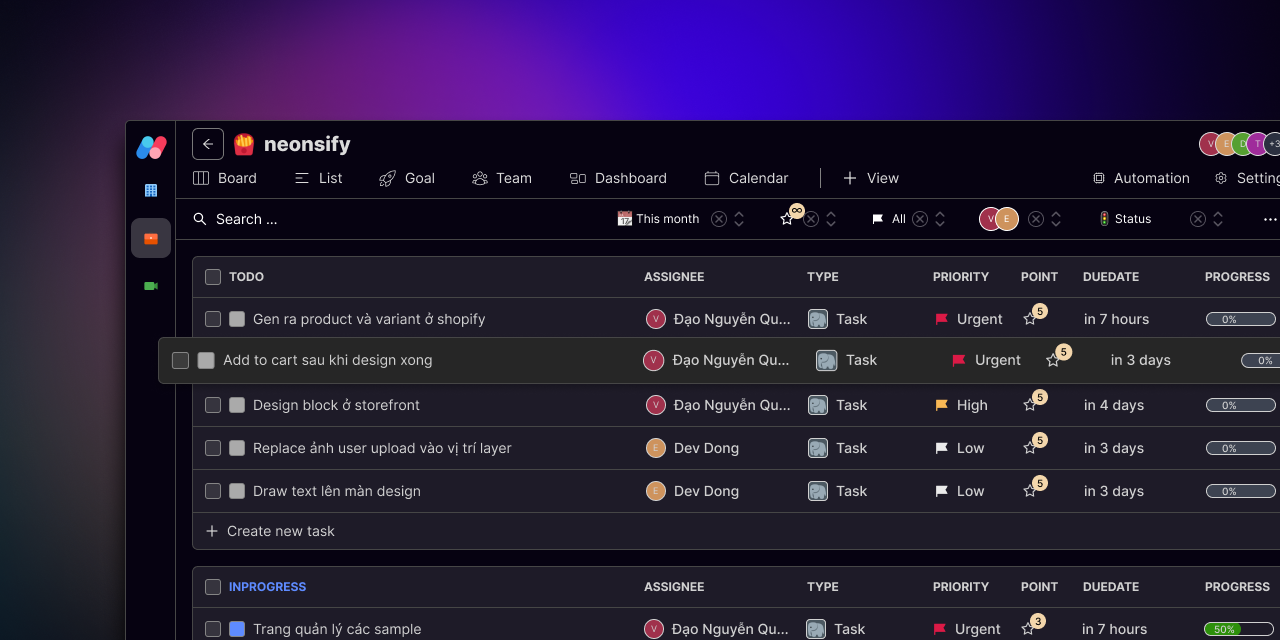 neonsify
V E D T +3
Board List Goal Team Dashboard Calendar View Automation
Search ... This month ∞ All V E Status
TODO ASSIGNEE TYPE PRIORITY POINT DUEDATE PROGRESS
Gen ra product và variant ở shopify V Đạo Nguyễn Qu... Task Urgent 5 in 7 hours 0%
Add to cart sau khi design xong V Đạo Nguyễn Qu... Task Urgent 5 in 3 days 0%
Design block ở storefront V Đạo Nguyễn Qu... Task High 5 in 4 days 0%
Replace ảnh user upload vào vị trí layer E Dev Dong Task Low 5 in 3 days 0%
Draw text lên màn design E Dev Dong Task Low 5 in 3 days 0%
Create new task
INPROGRESS ASSIGNEE TYPE PRIORITY POINT DUEDATE PROGRESS
Trang quản lý các sample V Đạo Nguyễn Qu... Task Urgent 3 in 7 hours 50%